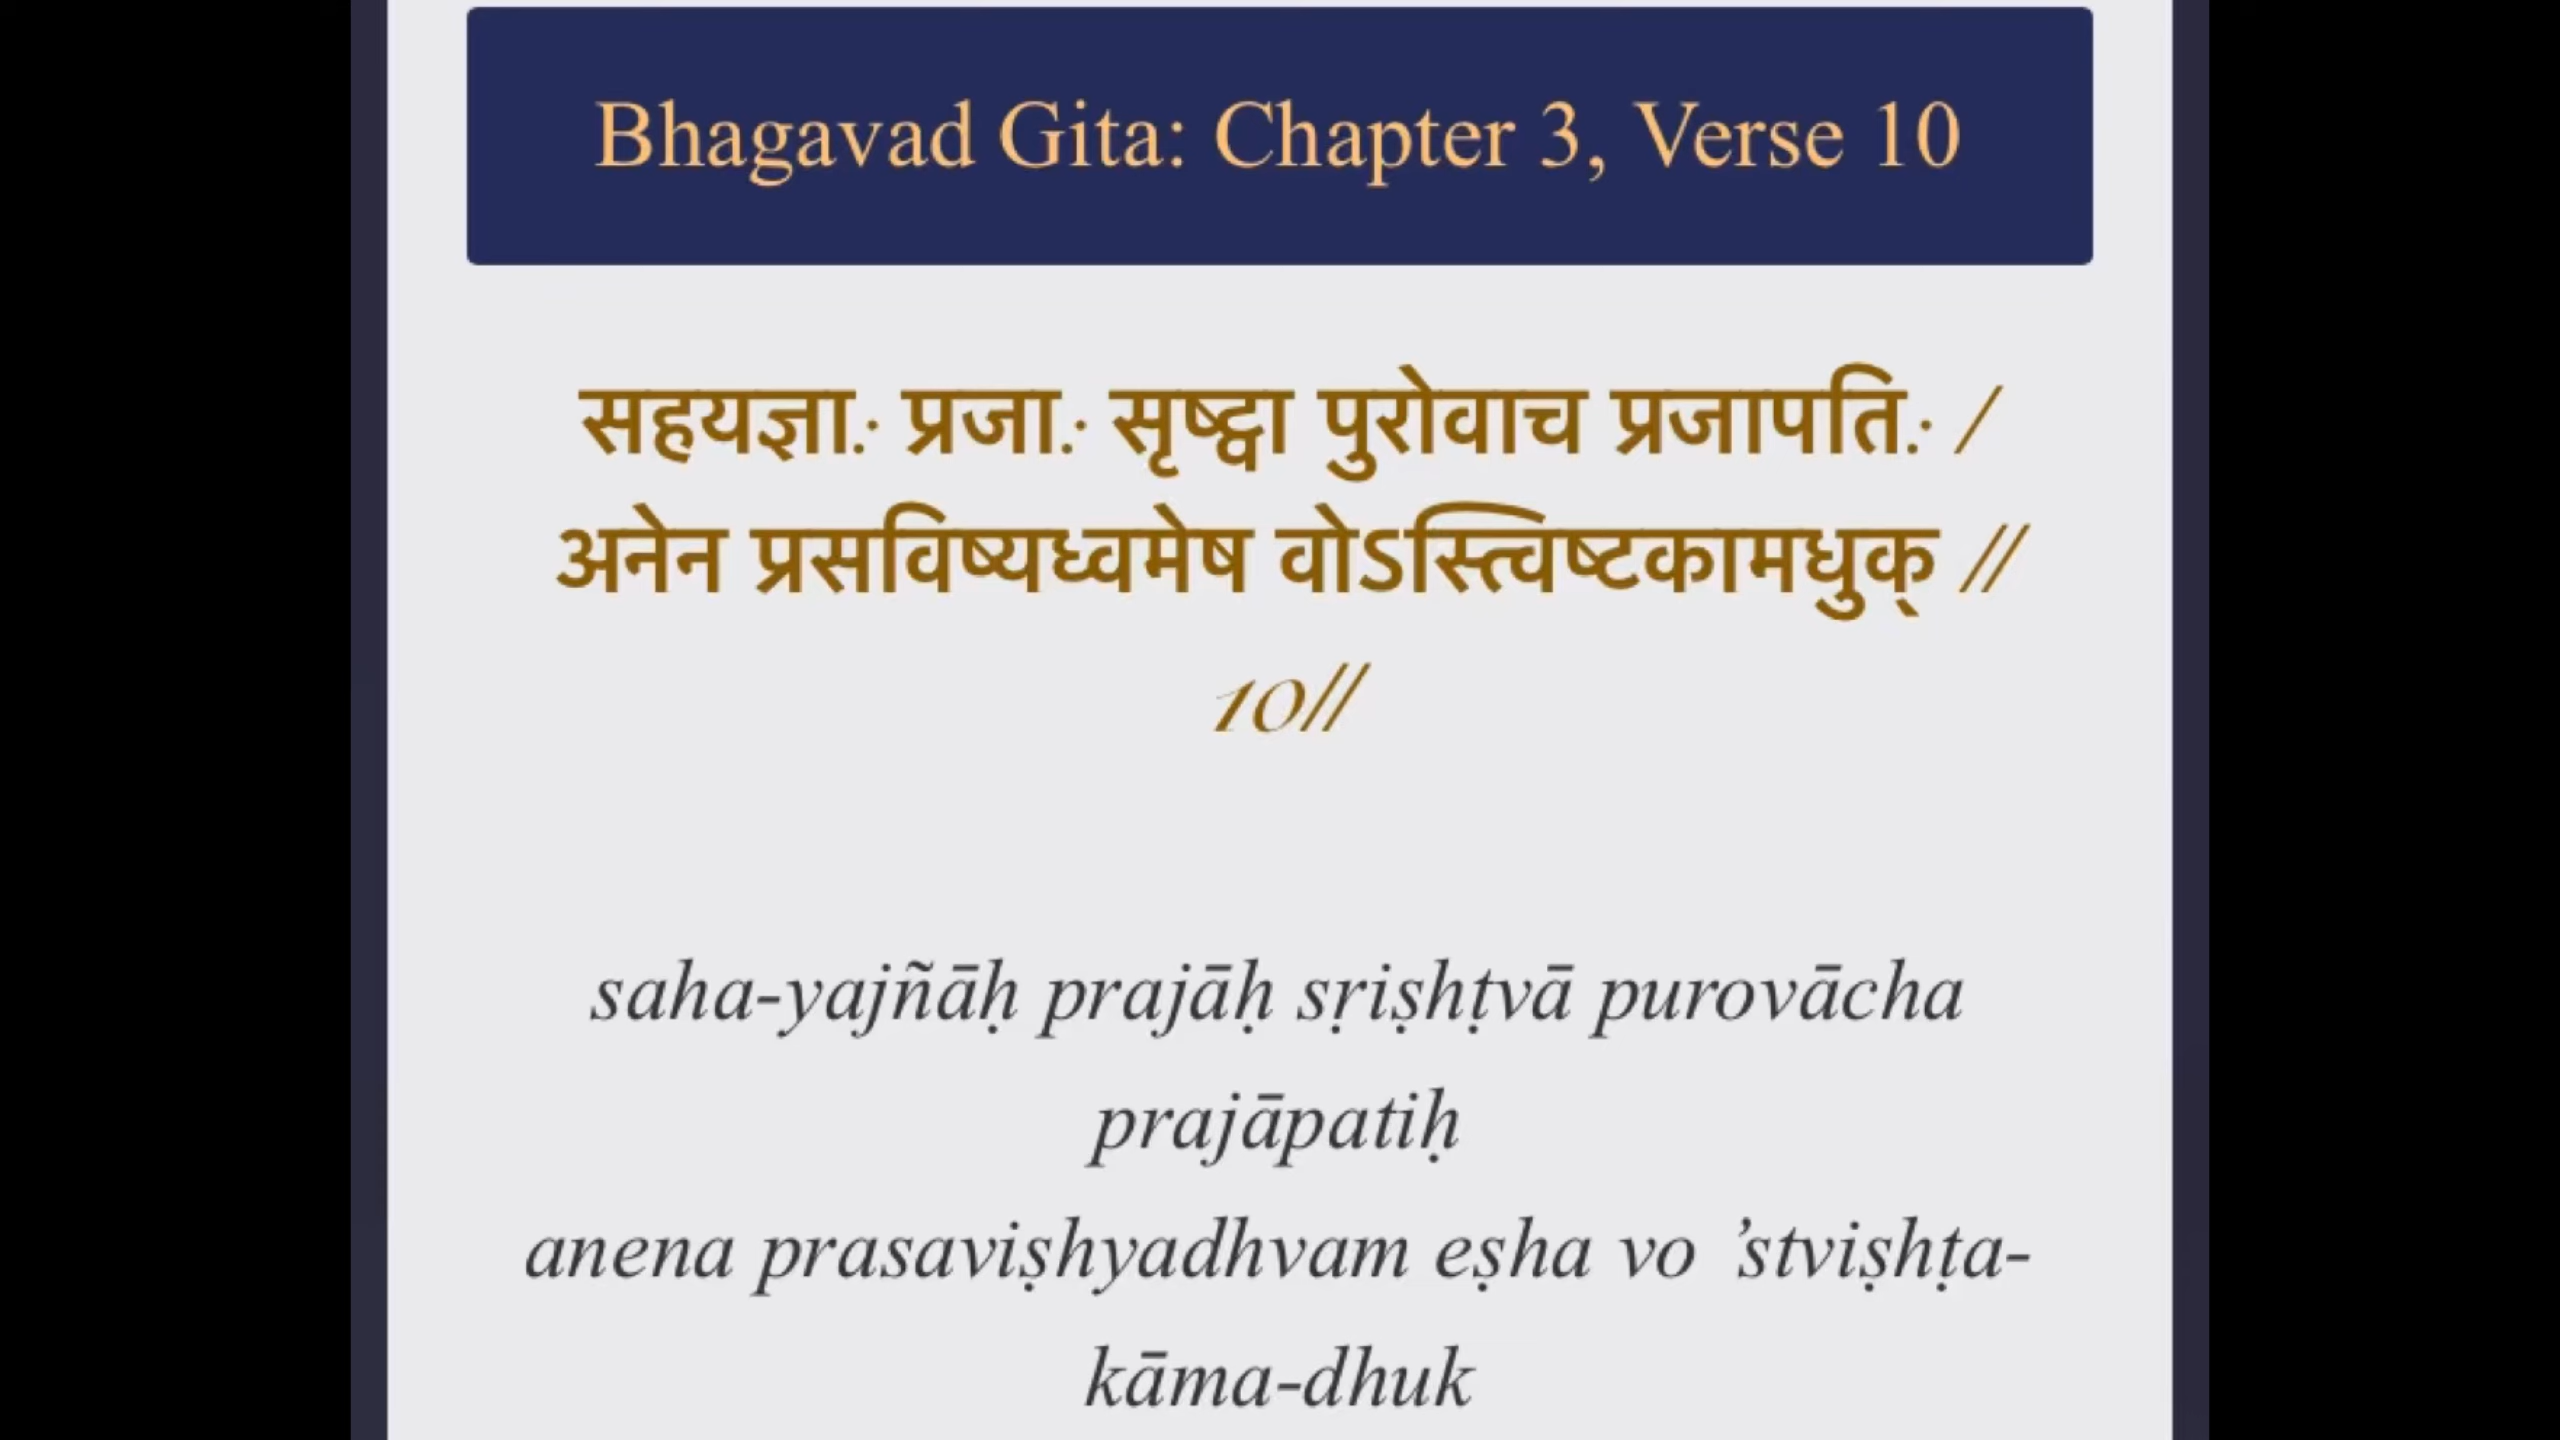 Bhagavad Gita: Chapter 3, Verse 10
सहयज्ञा: प्रजा: सृष्ट्वा पुरोवाच प्रजापति: /
अनेन प्रसविष्यध्वमेष वोऽस्त्विष्टकामधुक् //
10//
saha-yajñāḥ prajāḥ sṛiṣhṭvā purovācha
prajāpatiḥ
anena prasaviṣhyadhvam eṣha vo ’stviṣhṭa-
kāma-dhuk